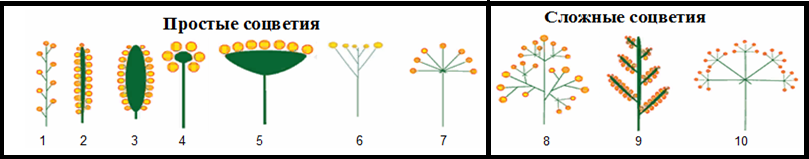 Простые соцветия
Сложные соцветия
1 2 3 4 5 6 7 8 9 10